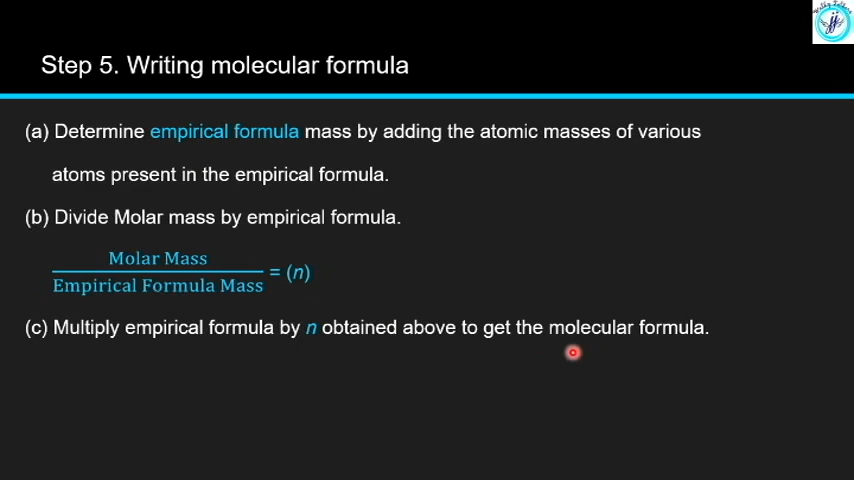 Step 5. Writing molecular formula
(a) Determine empirical formula mass by adding the atomic masses of various
atoms present in the empirical formula.
(b) Divide Molar mass by empirical formula.
Molar Mass
Empirical Formula Mass
= (n)
(c) Multiply empirical formula by n obtained above to get the molecular formula.